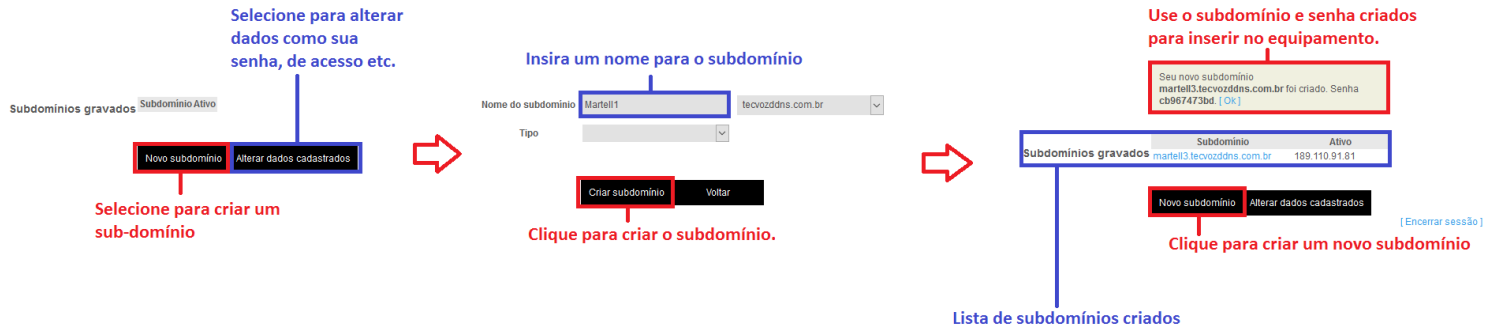 Selecione para alterar
dados como sua
senha, de acesso etc.
Subdomínios gravados
Subdomínio Ativo
Novo subdomínio
Alterar dados cadastrados
Selecione para criar um
sub-domínio
Insira um nome para o subdomínio
Nome do subdomínio
Martell1
tecvozddns.com.br
Tipo
Criar subdomínio
Voltar
Clique para criar o subdomínio.
Use o subdomínio e senha criados
para inserir no equipamento.
Seu novo subdomínio
martell3.tecvozddns.com.br foi criado. Senha
cb967473bd. [ Ok ]
Subdomínio Ativo
Subdomínios gravados
martell3.tecvozddns.com.br 189.110.91.81
Novo subdomínio
Alterar dados cadastrados
[ Encerrar sessão ]
Clique para criar um novo subdomínio
Lista de subdomínios criados